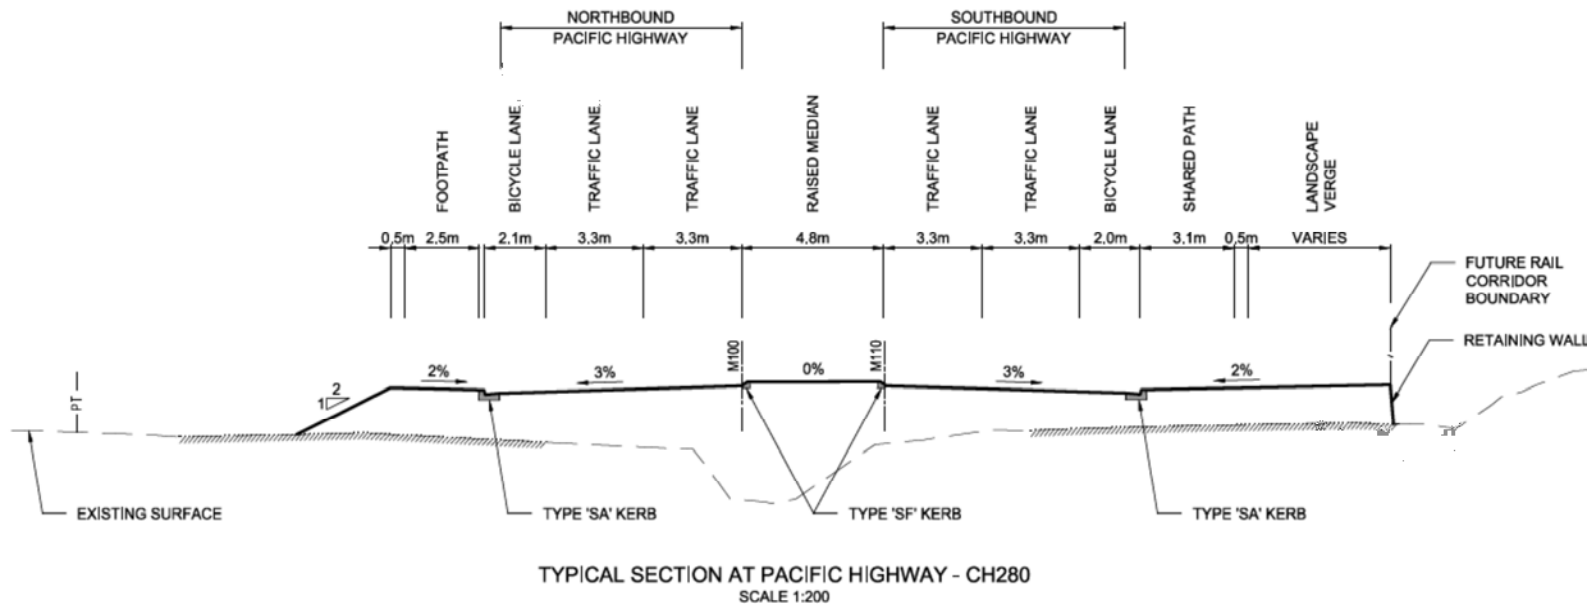 NORTHBOUND
PACIFIC HIGHWAY
SOUTHBOUND
PACIFIC HIGHWAY
FOOTPATH
BICYCLE LANE
TRAFFIC LANE
TRAFFIC LANE
RAISED MEDIAN
TRAFFIC LANE
TRAFFIC LANE
BICYCLE LANE
SHARED PATH
LANDSCAPE
VERGE
0.5m 2.5m 2.1m 3.3m 3.3m 4.8m 3.3m 3.3m 2.0m 3.1m 0.5m VARIES
FUTURE RAIL
CORRIDOR
BOUNDARY
RETAINING WALL
M100
M110
2% 3% 0% 3% 2%
1 2
PT
EXISTING SURFACE
TYPE 'SA' KERB
TYPE 'SF' KERB
TYPE 'SA' KERB
TYPICAL SECTION AT PACIFIC HIGHWAY - CH280
SCALE 1:200